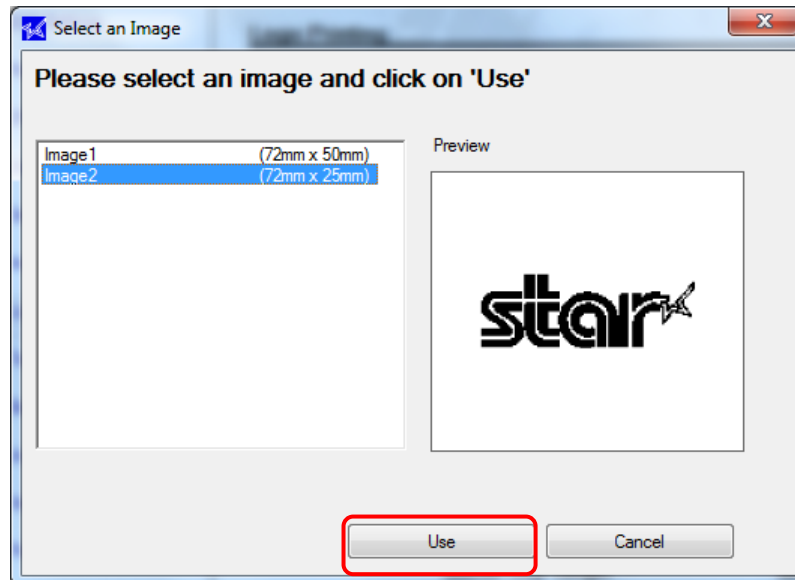 Select an Image
Please select an image and click on 'Use'
Image1 (72mm x 50mm)
Image2 (72mm x 25mm)
Preview
star
Use
Cancel